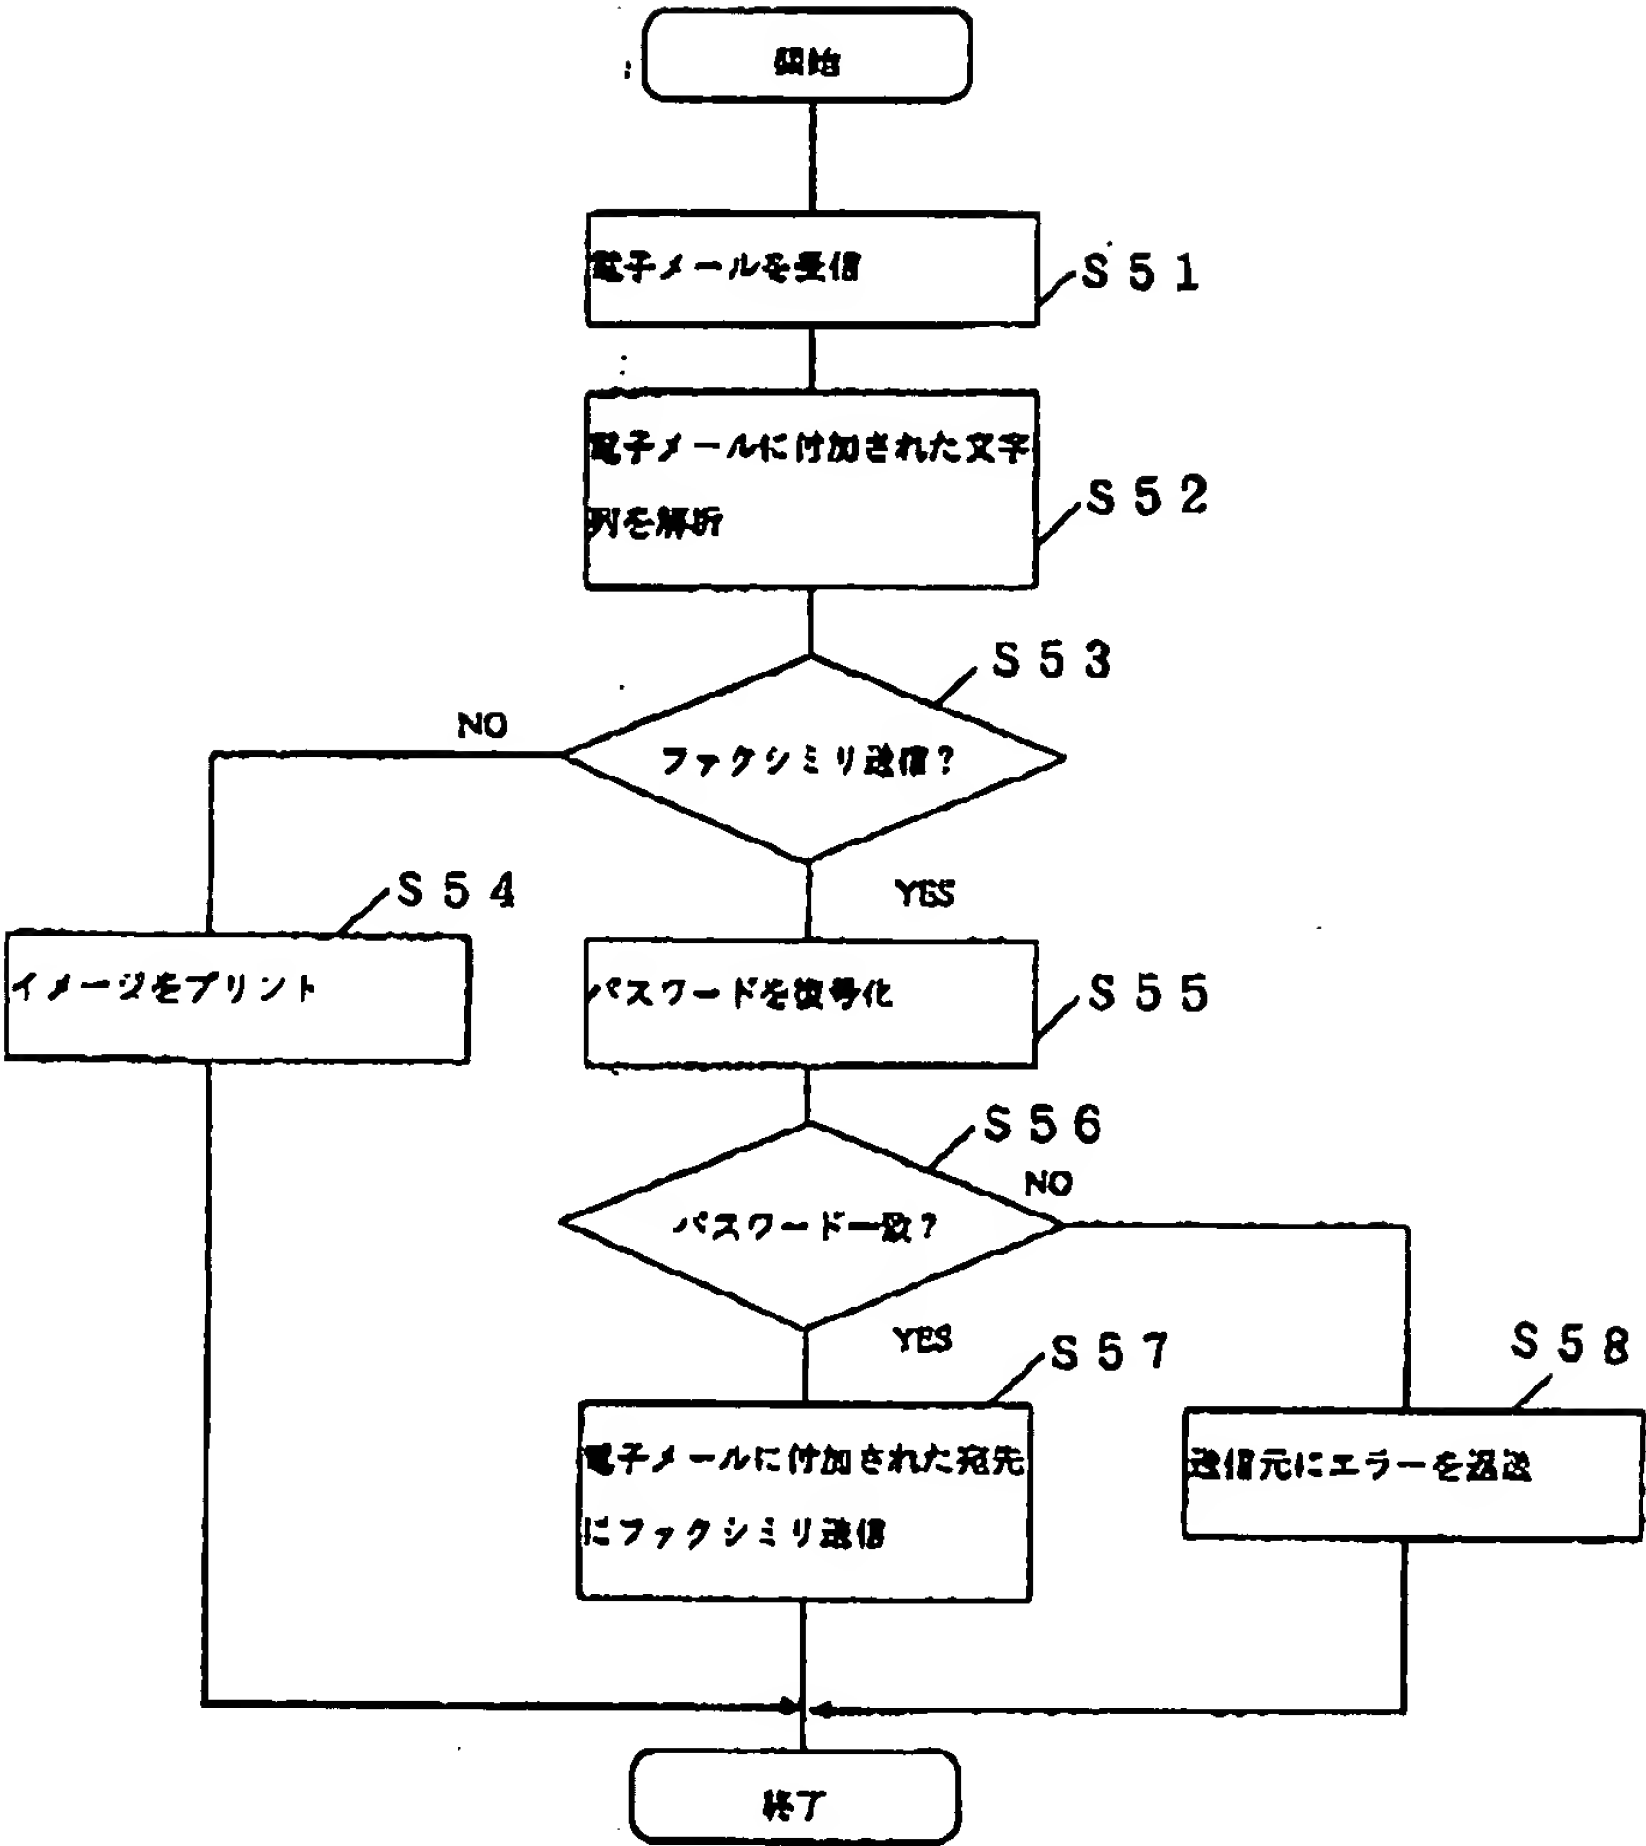 開始
電子メールを受信
S51
電子メールに付加された文字
列を解析
S52
S53
NO
ファクシミリ送信?
YES
S54
イメージをプリント
パスワードを復号化
S55
S56
NO
パスワード一致?
YES
S57
電子メールに付加された宛先
にファクシミリ送信
S58
送信元にエラーを返送
終了